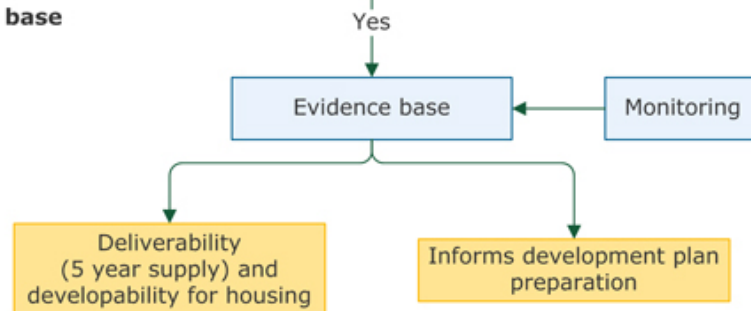 base
Yes
Evidence base
Monitoring
Deliverability
(5 year supply) and
developability for housing
Informs development plan
preparation